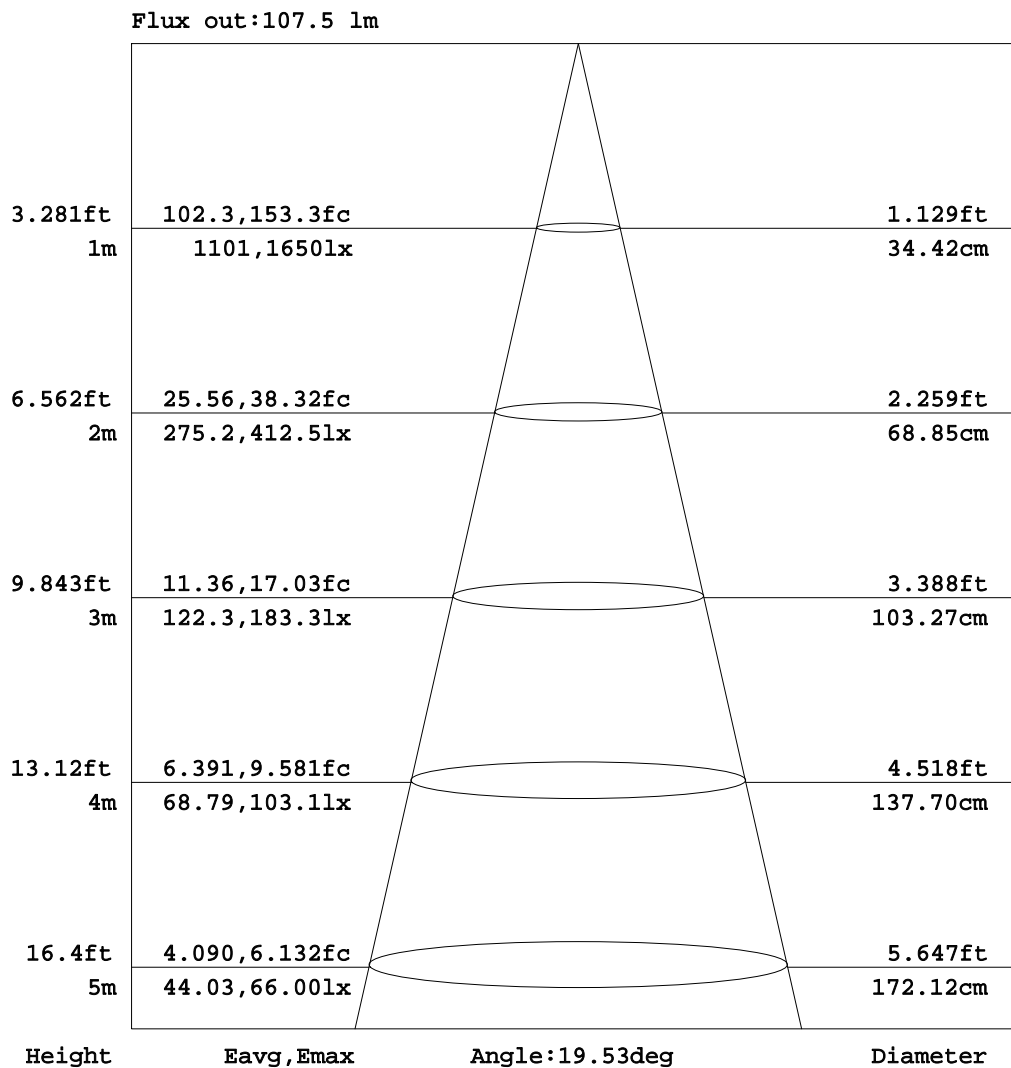 Flux out:107.5 lm
3.281ft 102.3,153.3fc 1.129ft
1m 1101,1650lx 34.42cm
6.562ft 25.56,38.32fc 2.259ft
2m 275.2,412.5lx 68.85cm
9.843ft 11.36,17.03fc 3.388ft
3m 122.3,183.3lx 103.27cm
13.12ft 6.391,9.581fc 4.518ft
4m 68.79,103.1lx 137.70cm
16.4ft 4.090,6.132fc 5.647ft
5m 44.03,66.00lx 172.12cm
Height Eavg,Emax Angle:19.53deg Diameter